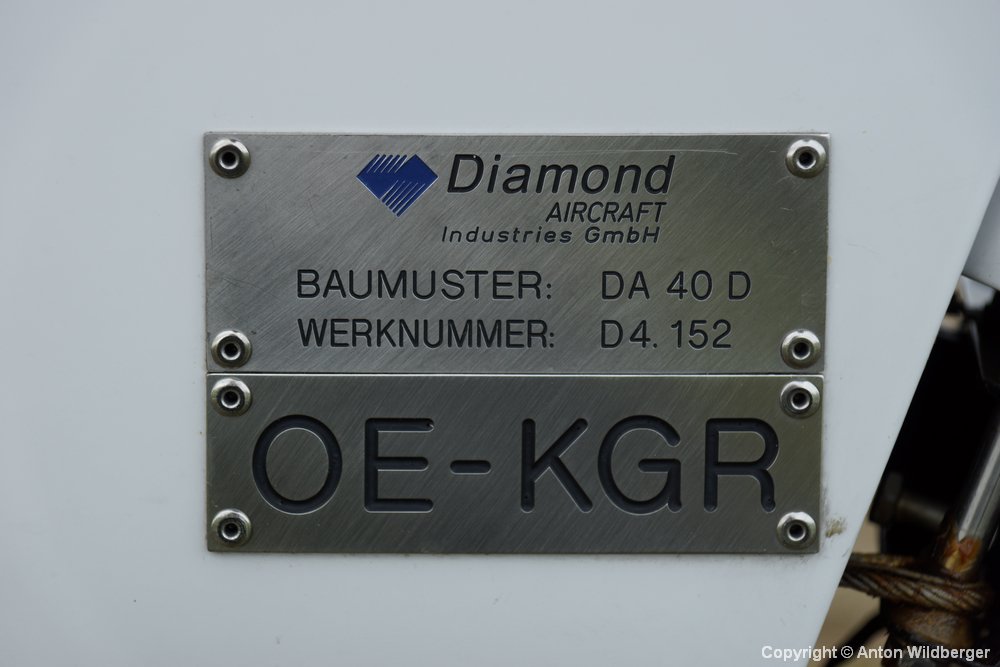 Diamond
AIRCRAFT
Industries GmbH
BAUMUSTER: DA 40 D
WERKNUMMER: D4.152
OE-KGR
Copyright © Anton Wildberger